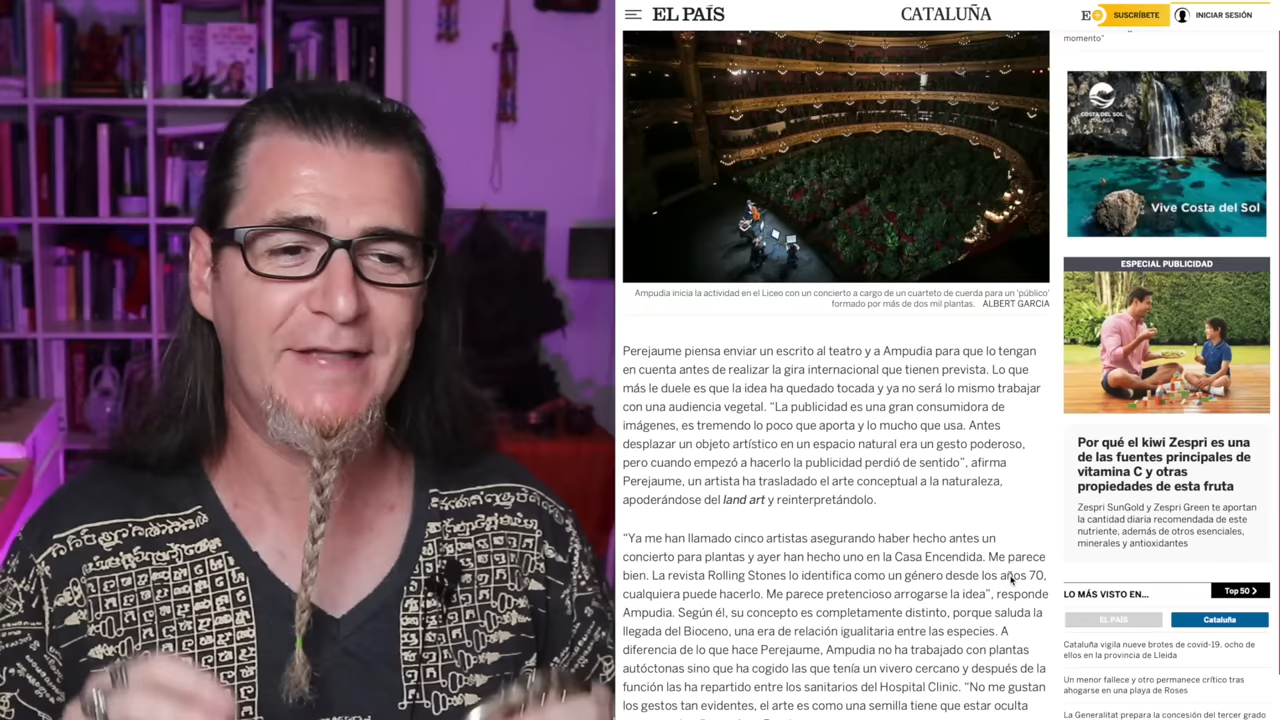 EL PAÍS
CATALUÑA
SUSCRÍBETE
INICIAR SESIÓN
momento"
COSTA DEL SOL
MÁLAGA
Vive Costa del Sol
Ampudia inicia la actividad en el Liceo con un concierto a cargo de un cuarteto de cuerda para un 'público'
formado por más de dos mil plantas. ALBERT GARCIA
Perejaume piensa enviar un escrito al teatro y a Ampudia para que lo tengan
en cuenta antes de realizar la gira internacional que tienen prevista. Lo que
más le duele es que la idea ha quedado tocada y ya no será lo mismo trabajar
con una audiencia vegetal. “La publicidad es una gran consumidora de
imágenes, es tremendo lo poco que aporta y lo mucho que usa. Antes
desplazar un objeto artístico en un espacio natural era un gesto poderoso,
pero cuando empezó a hacerlo la publicidad perdió de sentido”, afirma
Perejaume, un artista ha trasladado el arte conceptual a la naturaleza,
apoderándose del land art y reinterpretándolo.
“Ya me han llamado cinco artistas asegurando haber hecho antes un
concierto para plantas y ayer han hecho uno en la Casa Encendida. Me parece
bien. La revista Rolling Stones lo identifica como un género desde los años 70,
cualquiera puede hacerlo. Me parece pretencioso arrogarse la idea”, responde
Ampudia. Según él, su concepto es completamente distinto, porque saluda la
llegada del Bioceno, una era de relación igualitaria entre las especies. A
diferencia de lo que hace Perejaume, Ampudia no ha trabajado con plantas
autóctonas sino que ha cogido las que tenía un vivero cercano y después de la
función las ha repartido entre los sanitarios del Hospital Clinic. “No me gustan
los gestos tan evidentes, el arte es como una semilla tiene que estar oculta
ESPECIAL PUBLICIDAD
Por qué el kiwi Zespri es una
de las fuentes principales de
vitamina C y otras
propiedades de esta fruta
Zespri SunGold y Zespri Green te aportan
la cantidad diaria recomendada de este
nutriente, además de otros esenciales,
minerales y antioxidantes
LO MÁS VISTO EN...
Top 50
EL PAÍS
Cataluña
Cataluña vigila nueve brotes de covid-19, ocho de
ellos en la provincia de Lleida
Un menor fallece y otro permanece crítico tras
ahogarse en una playa de Roses
La Generalitat prepara la concesión del tercer grado